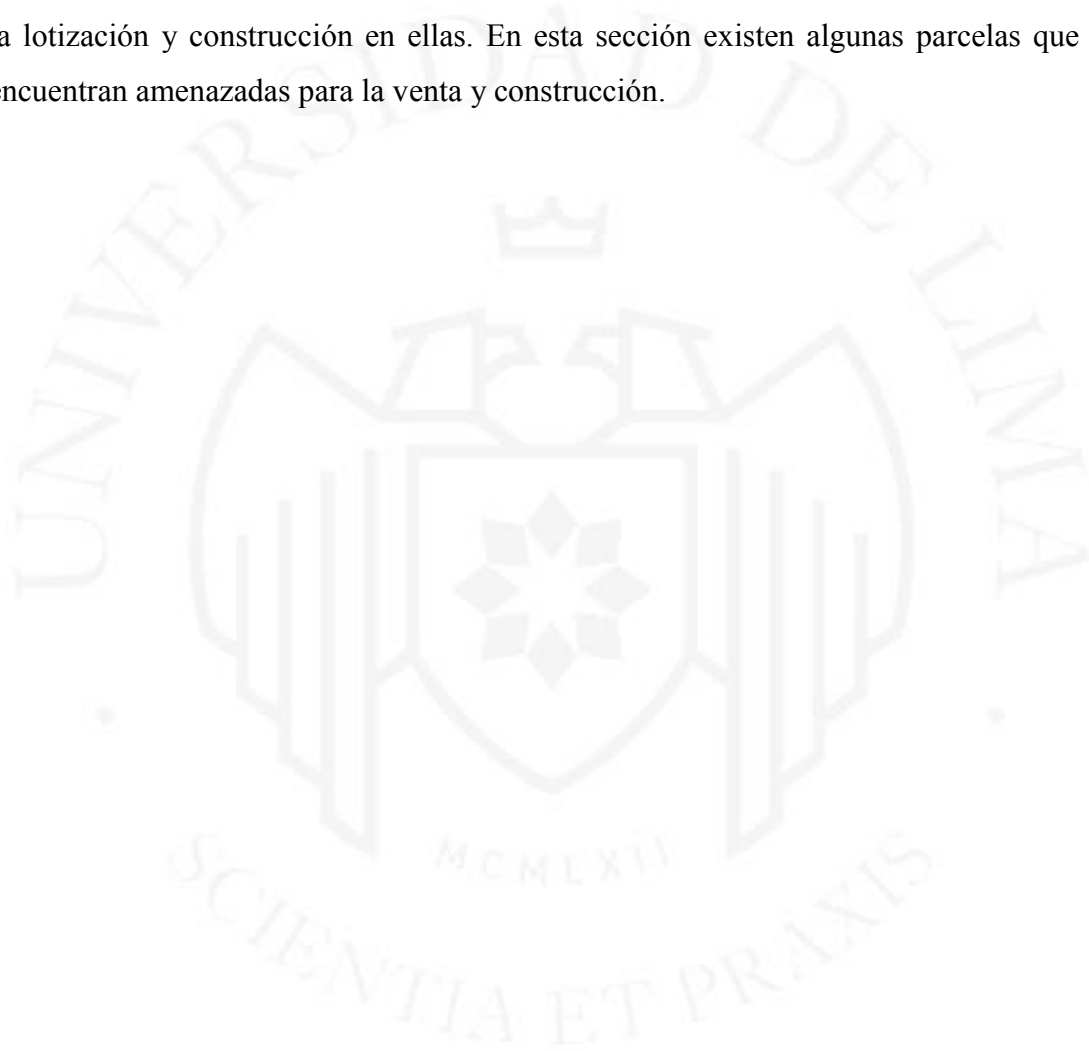 a lotización y construcción en ellas. En esta sección existen algunas parcelas que
encuentran amenazadas para la venta y construcción.
UNIVERSIDAD DE LIMA
MCMLXII
SCIENTIA ET PRAXIS